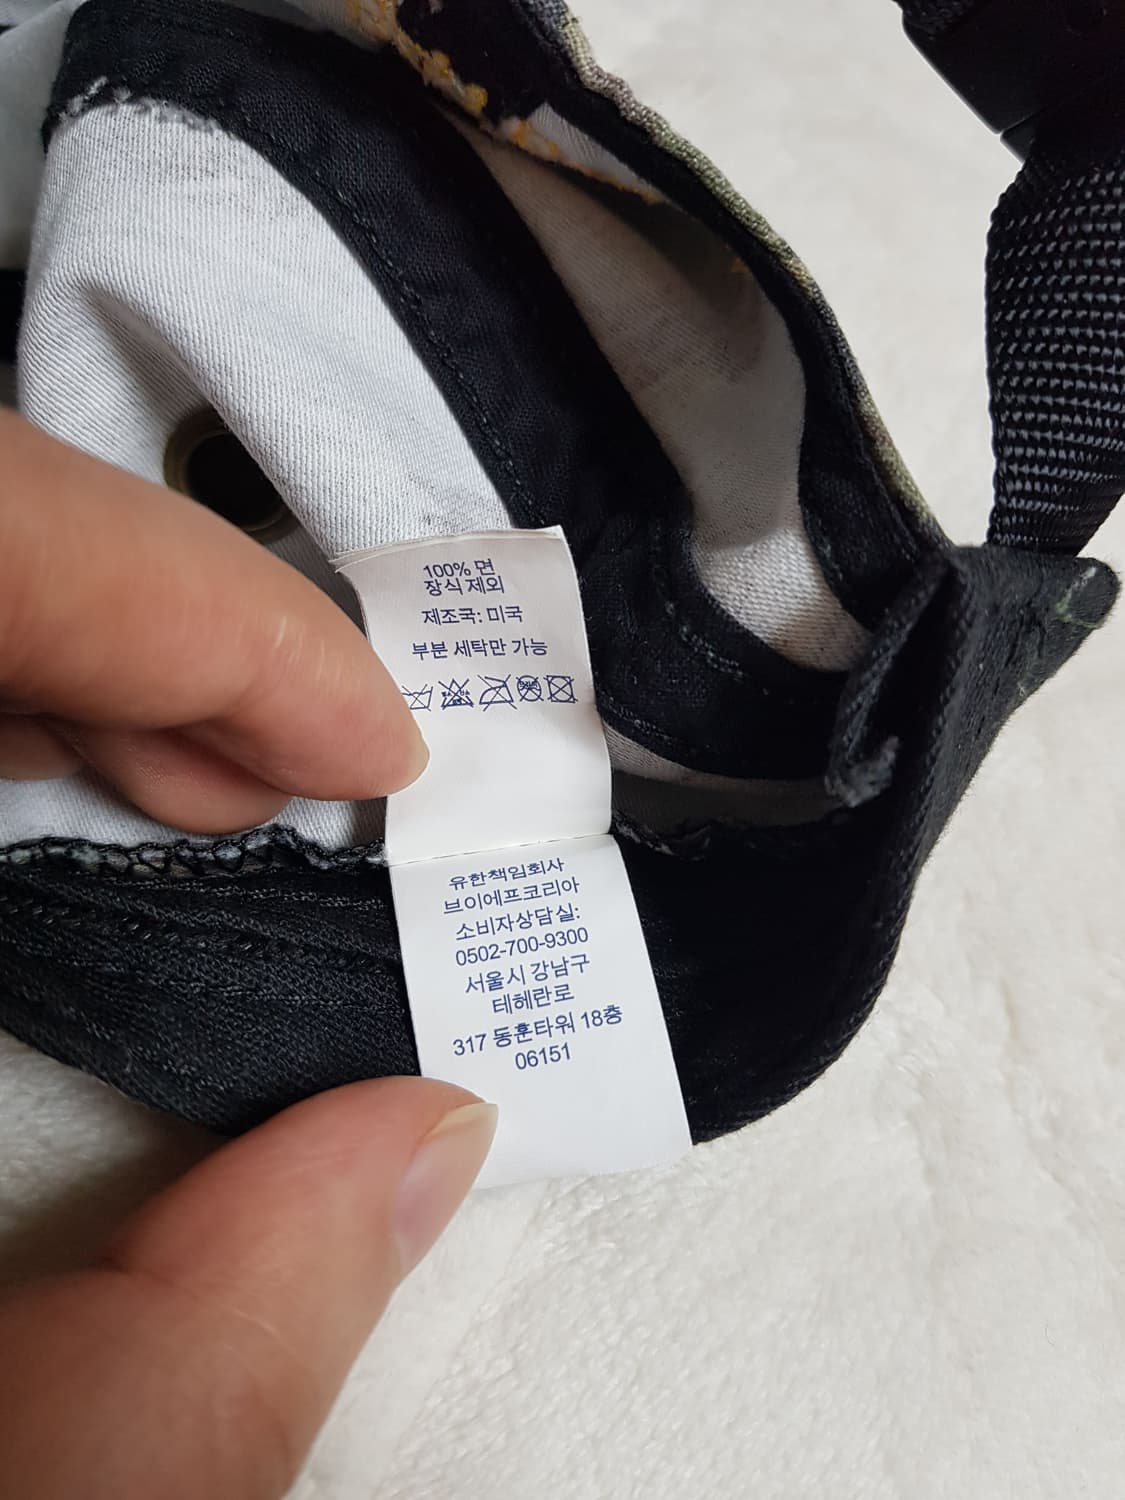 100% 면
장식 제외
제조국: 미국
부분 세탁만 가능
유한책임회사
브이에프코리아
소비자상담실:
0502-700-9300
서울시 강남구
테헤란로
317 동훈타워 18층
06151